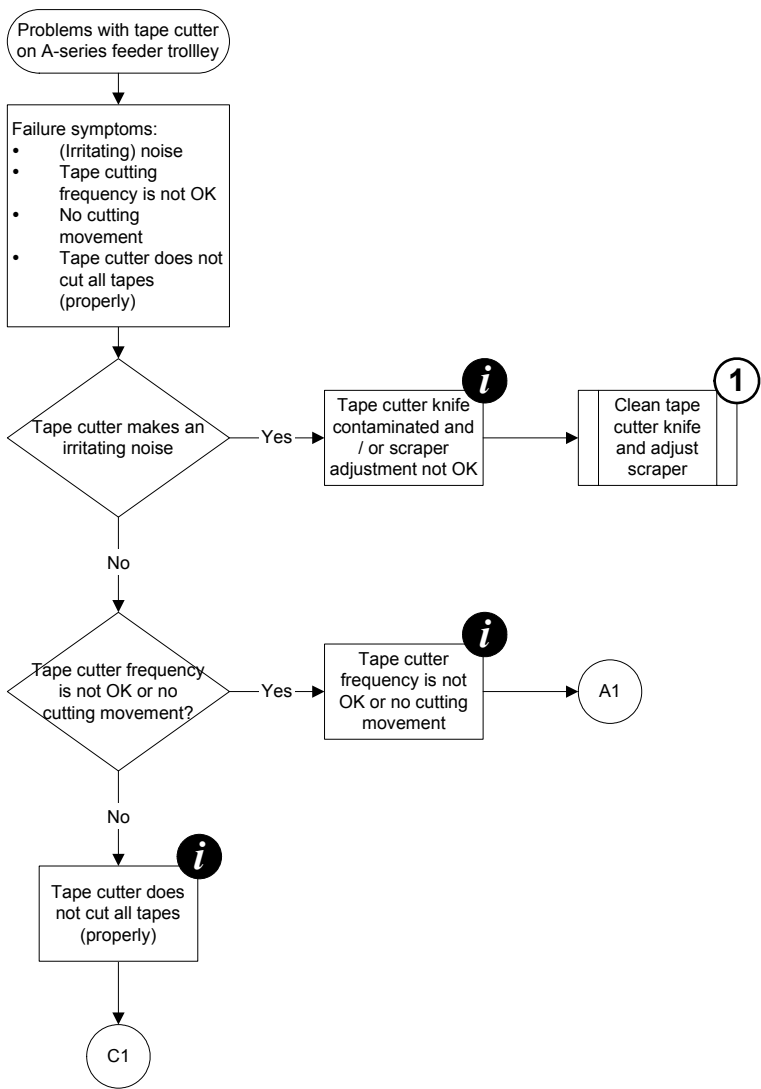 Problems with tape cutter
on A-series feeder trollley
Failure symptoms:
• (Irritating) noise
• Tape cutting
frequency is not OK
• No cutting
movement
• Tape cutter does not
cut all tapes
(properly)
Tape cutter makes an
irritating noise
Yes
i
Tape cutter knife
contaminated and
/ or scraper
adjustment not OK
1
Clean tape
cutter knife
and adjust
scraper
No
Tape cutter frequency
is not OK or no
cutting movement?
Yes
i
Tape cutter
frequency is not
OK or no cutting
movement
A1
No
i
Tape cutter does
not cut all tapes
(properly)
C1